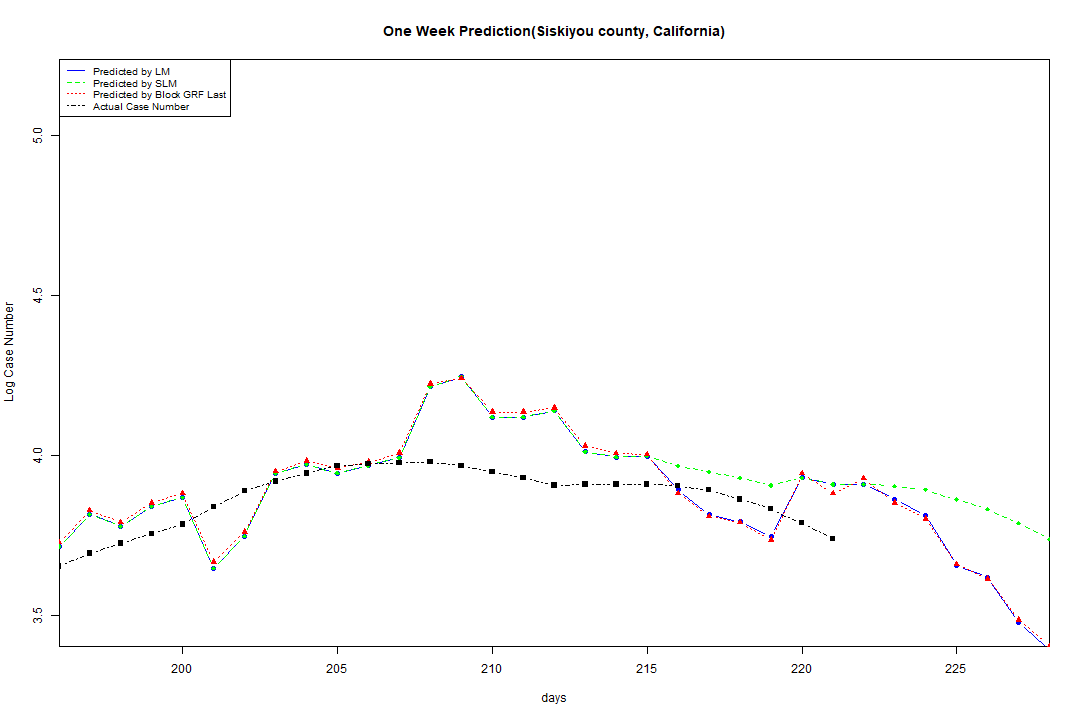 One Week Prediction(Siskiyou county, California)
Predicted by LM
Predicted by SLM
Predicted by Block GRF Last
Actual Case Number
5.0
4.5
4.0
3.5
Log Case Number
200 205 210 215 220 225
days